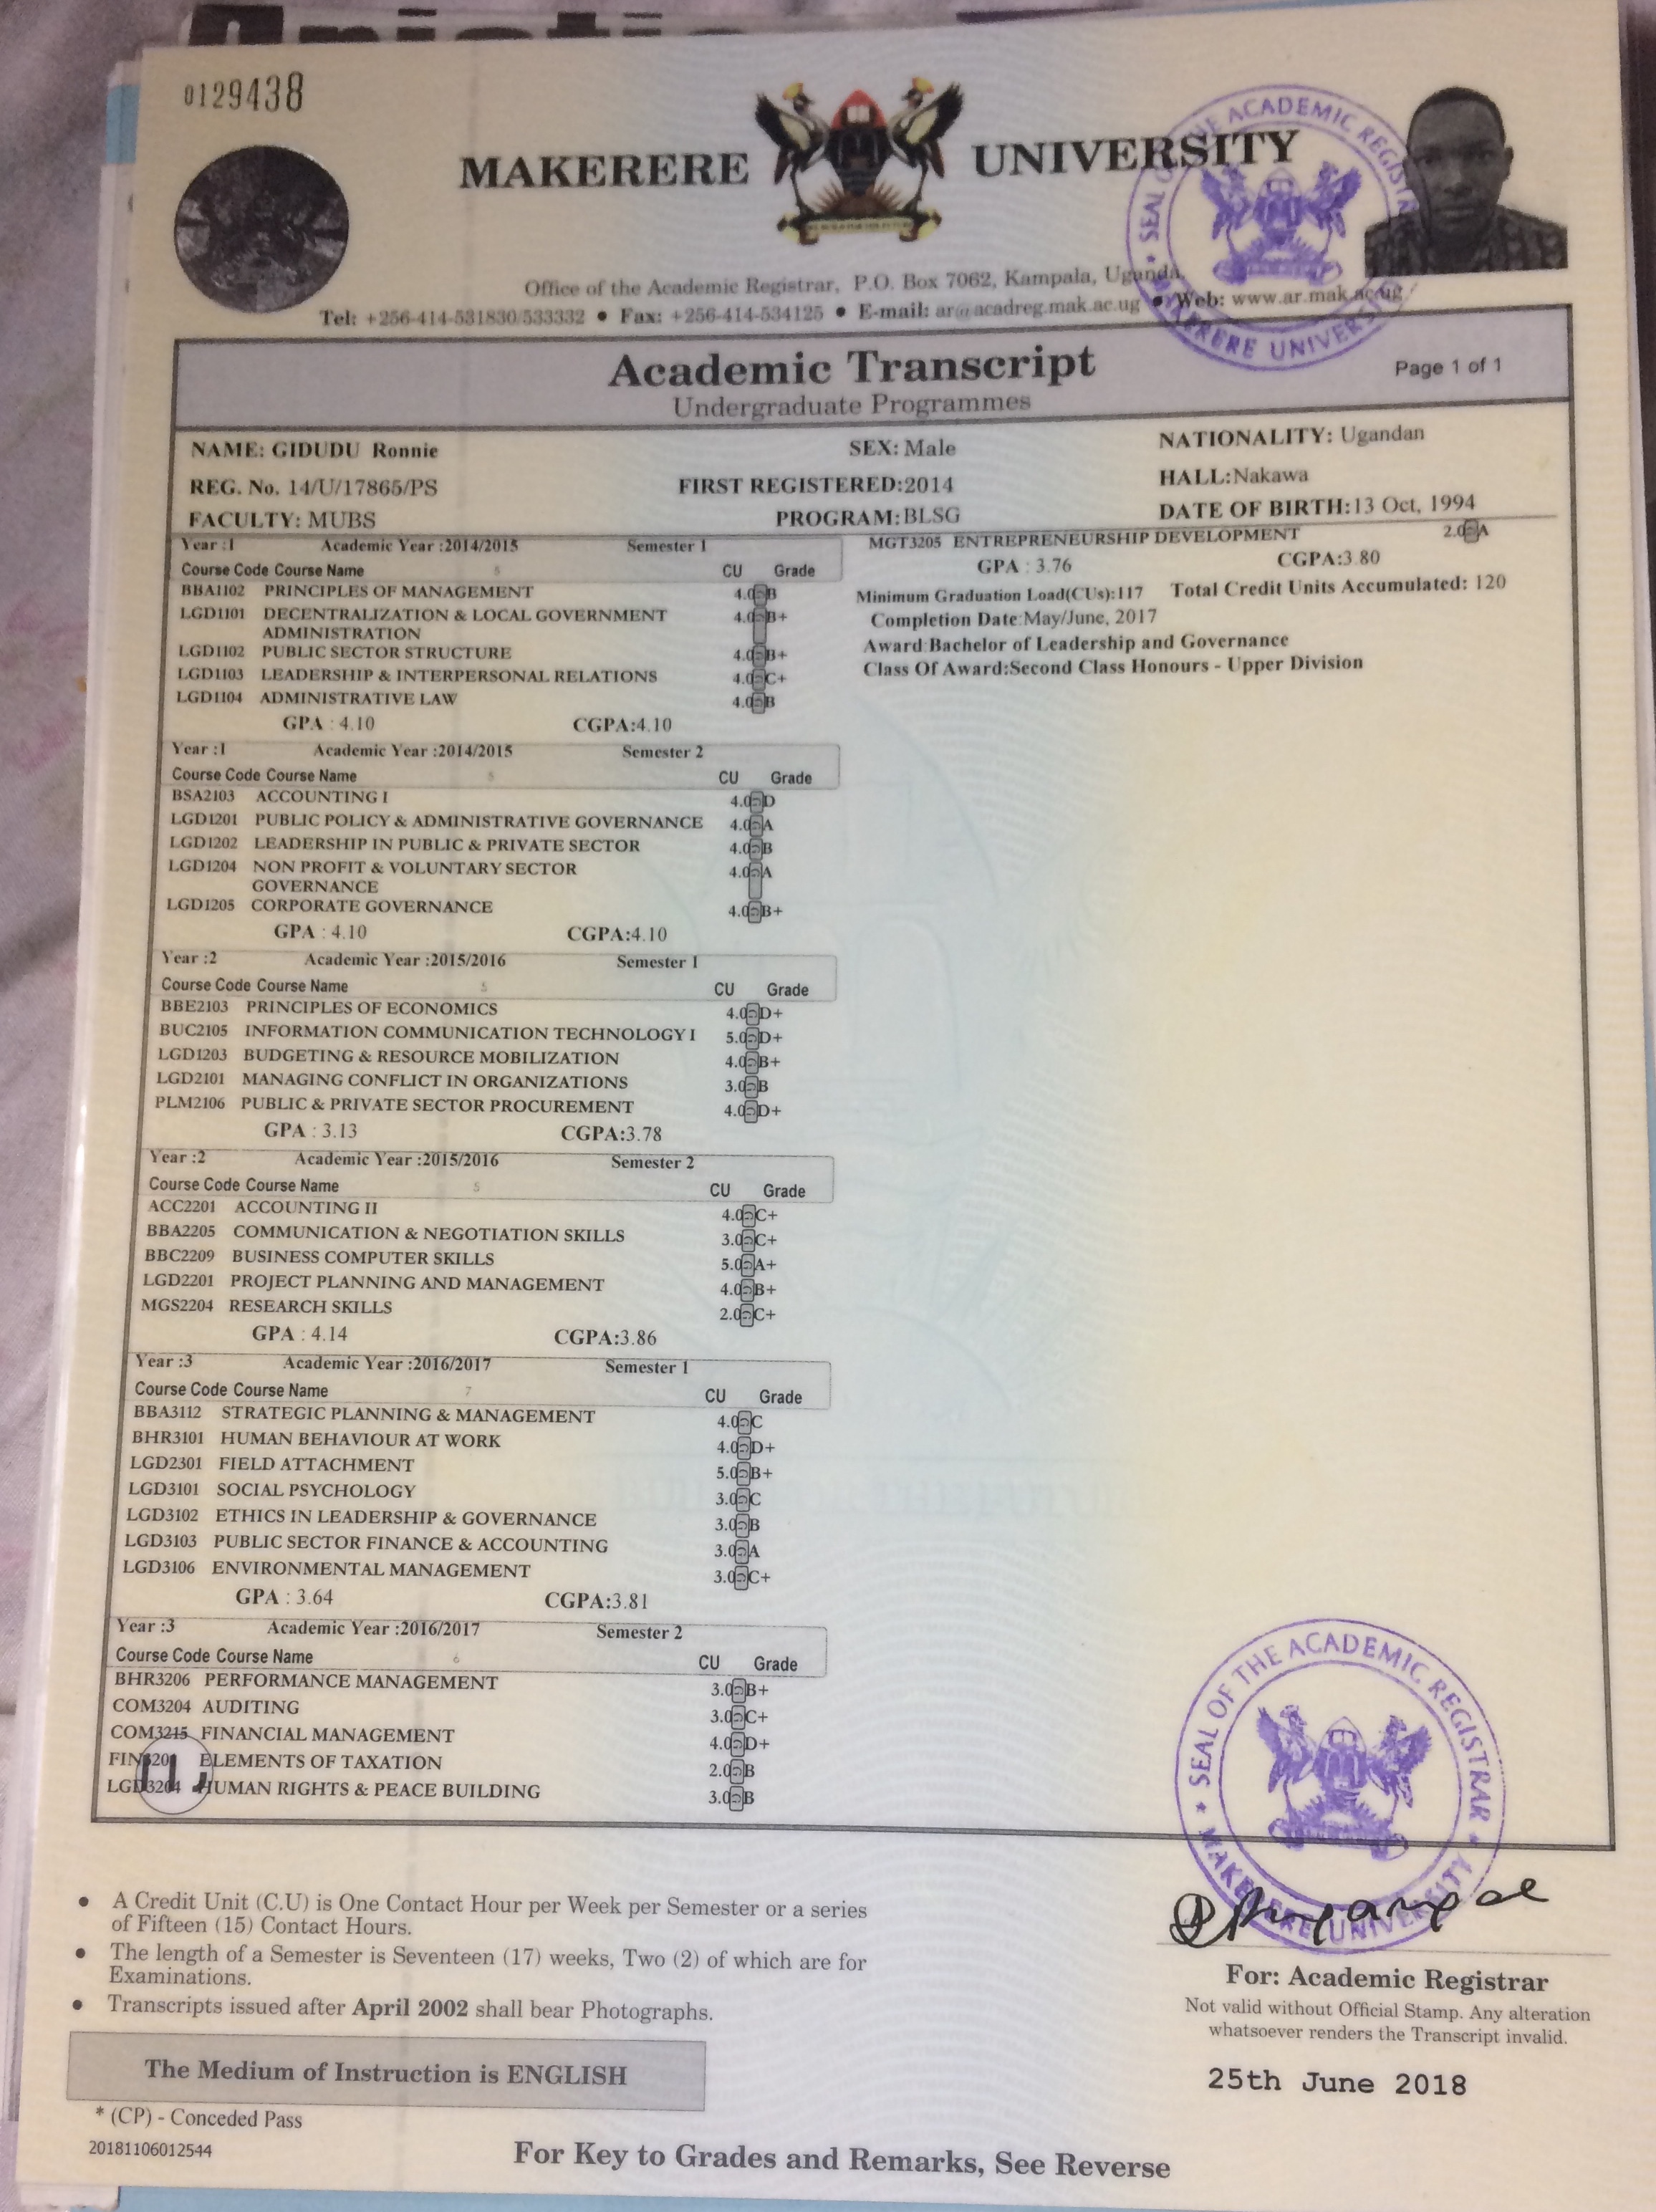 0129438
MAKERERE UNIVERSITY
Office of the Academic Registrar, P.O. Box 7062, Kampala, Uganda,
Tel: +256-414-531830/533332 • Fax: +256-414-534125 • E-mail: ar@acadreg.mak.ac.ug • Web: www.ar.mak.ac.ug
SEAL OF THE ACADEMIC REGISTRAR
MAKERERE UNIVERSITY
Academic Transcript
Page 1 of 1
Undergraduate Programmes
NAME: GIDUDU Ronnie SEX: Male NATIONALITY: Ugandan
REG. No. 14/U/17865/PS FIRST REGISTERED:2014 HALL:Nakawa
FACULTY: MUBS PROGRAM:BLSG DATE OF BIRTH:13 Oct, 1994
Year :1 Academic Year :2014/2015 Semester 1
Course Code Course Name CU Grade
BBA1102 PRINCIPLES OF MANAGEMENT 4.0 B
LGD1101 DECENTRALIZATION & LOCAL GOVERNMENT 4.0 B+
ADMINISTRATION
LGD1102 PUBLIC SECTOR STRUCTURE 4.0 B+
LGD1103 LEADERSHIP & INTERPERSONAL RELATIONS 4.0 C+
LGD1104 ADMINISTRATIVE LAW 4.0 B
GPA : 4.10 CGPA:4.10
Year :1 Academic Year :2014/2015 Semester 2
Course Code Course Name CU Grade
BSA2103 ACCOUNTING I 4.0 D
LGD1201 PUBLIC POLICY & ADMINISTRATIVE GOVERNANCE 4.0 A
LGD1202 LEADERSHIP IN PUBLIC & PRIVATE SECTOR 4.0 B
LGD1204 NON PROFIT & VOLUNTARY SECTOR 4.0 A
GOVERNANCE
LGD1205 CORPORATE GOVERNANCE 4.0 B+
GPA : 4.10 CGPA:4.10
Year :2 Academic Year :2015/2016 Semester 1
Course Code Course Name 5 CU Grade
BBE2103 PRINCIPLES OF ECONOMICS 4.0 D+
BUC2105 INFORMATION COMMUNICATION TECHNOLOGY I 5.0 D+
LGD1203 BUDGETING & RESOURCE MOBILIZATION 4.0 B+
LGD2101 MANAGING CONFLICT IN ORGANIZATIONS 3.0 B
PLM2106 PUBLIC & PRIVATE SECTOR PROCUREMENT 4.0 D+
GPA : 3.13 CGPA:3.78
Year :2 Academic Year :2015/2016 Semester 2
Course Code Course Name 5 CU Grade
ACC2201 ACCOUNTING II 4.0 C+
BBA2205 COMMUNICATION & NEGOTIATION SKILLS 3.0 C+
BBC2209 BUSINESS COMPUTER SKILLS 5.0 A+
LGD2201 PROJECT PLANNING AND MANAGEMENT 4.0 B+
MGS2204 RESEARCH SKILLS 2.0 C+
GPA : 4.14 CGPA:3.86
Year :3 Academic Year :2016/2017 Semester 1
Course Code Course Name 7 CU Grade
BBA3112 STRATEGIC PLANNING & MANAGEMENT 4.0 C
BHR3101 HUMAN BEHAVIOUR AT WORK 4.0 D+
LGD2301 FIELD ATTACHMENT 5.0 B+
LGD3101 SOCIAL PSYCHOLOGY 3.0 C
LGD3102 ETHICS IN LEADERSHIP & GOVERNANCE 3.0 B
LGD3103 PUBLIC SECTOR FINANCE & ACCOUNTING 3.0 A
LGD3106 ENVIRONMENTAL MANAGEMENT 3.0 C+
GPA : 3.64 CGPA:3.81
Year :3 Academic Year :2016/2017 Semester 2
Course Code Course Name 6 CU Grade
BHR3206 PERFORMANCE MANAGEMENT 3.0 B+
COM3204 AUDITING 3.0 C+
COM3215 FINANCIAL MANAGEMENT 4.0 D+
FIN3201 ELEMENTS OF TAXATION 2.0 B
LGD3204 HUMAN RIGHTS & PEACE BUILDING 3.0 B
MGT3205 ENTREPRENEURSHIP DEVELOPMENT 2.0 A
GPA : 3.76 CGPA:3.80
Minimum Graduation Load(CUs):117 Total Credit Units Accumulated: 120
Completion Date:May/June, 2017
Award:Bachelor of Leadership and Governance
Class Of Award:Second Class Honours - Upper Division
SEAL OF THE ACADEMIC REGISTRAR
MAKERERE UNIVERSITY
• A Credit Unit (C.U) is One Contact Hour per Week per Semester or a series
of Fifteen (15) Contact Hours.
• The length of a Semester is Seventeen (17) weeks, Two (2) of which are for
Examinations.
• Transcripts issued after April 2002 shall bear Photographs.
The Medium of Instruction is ENGLISH
* (CP) - Conceded Pass
20181106012544
For: Academic Registrar
Not valid without Official Stamp. Any alteration
whatsoever renders the Transcript invalid.
25th June 2018
For Key to Grades and Remarks, See Reverse